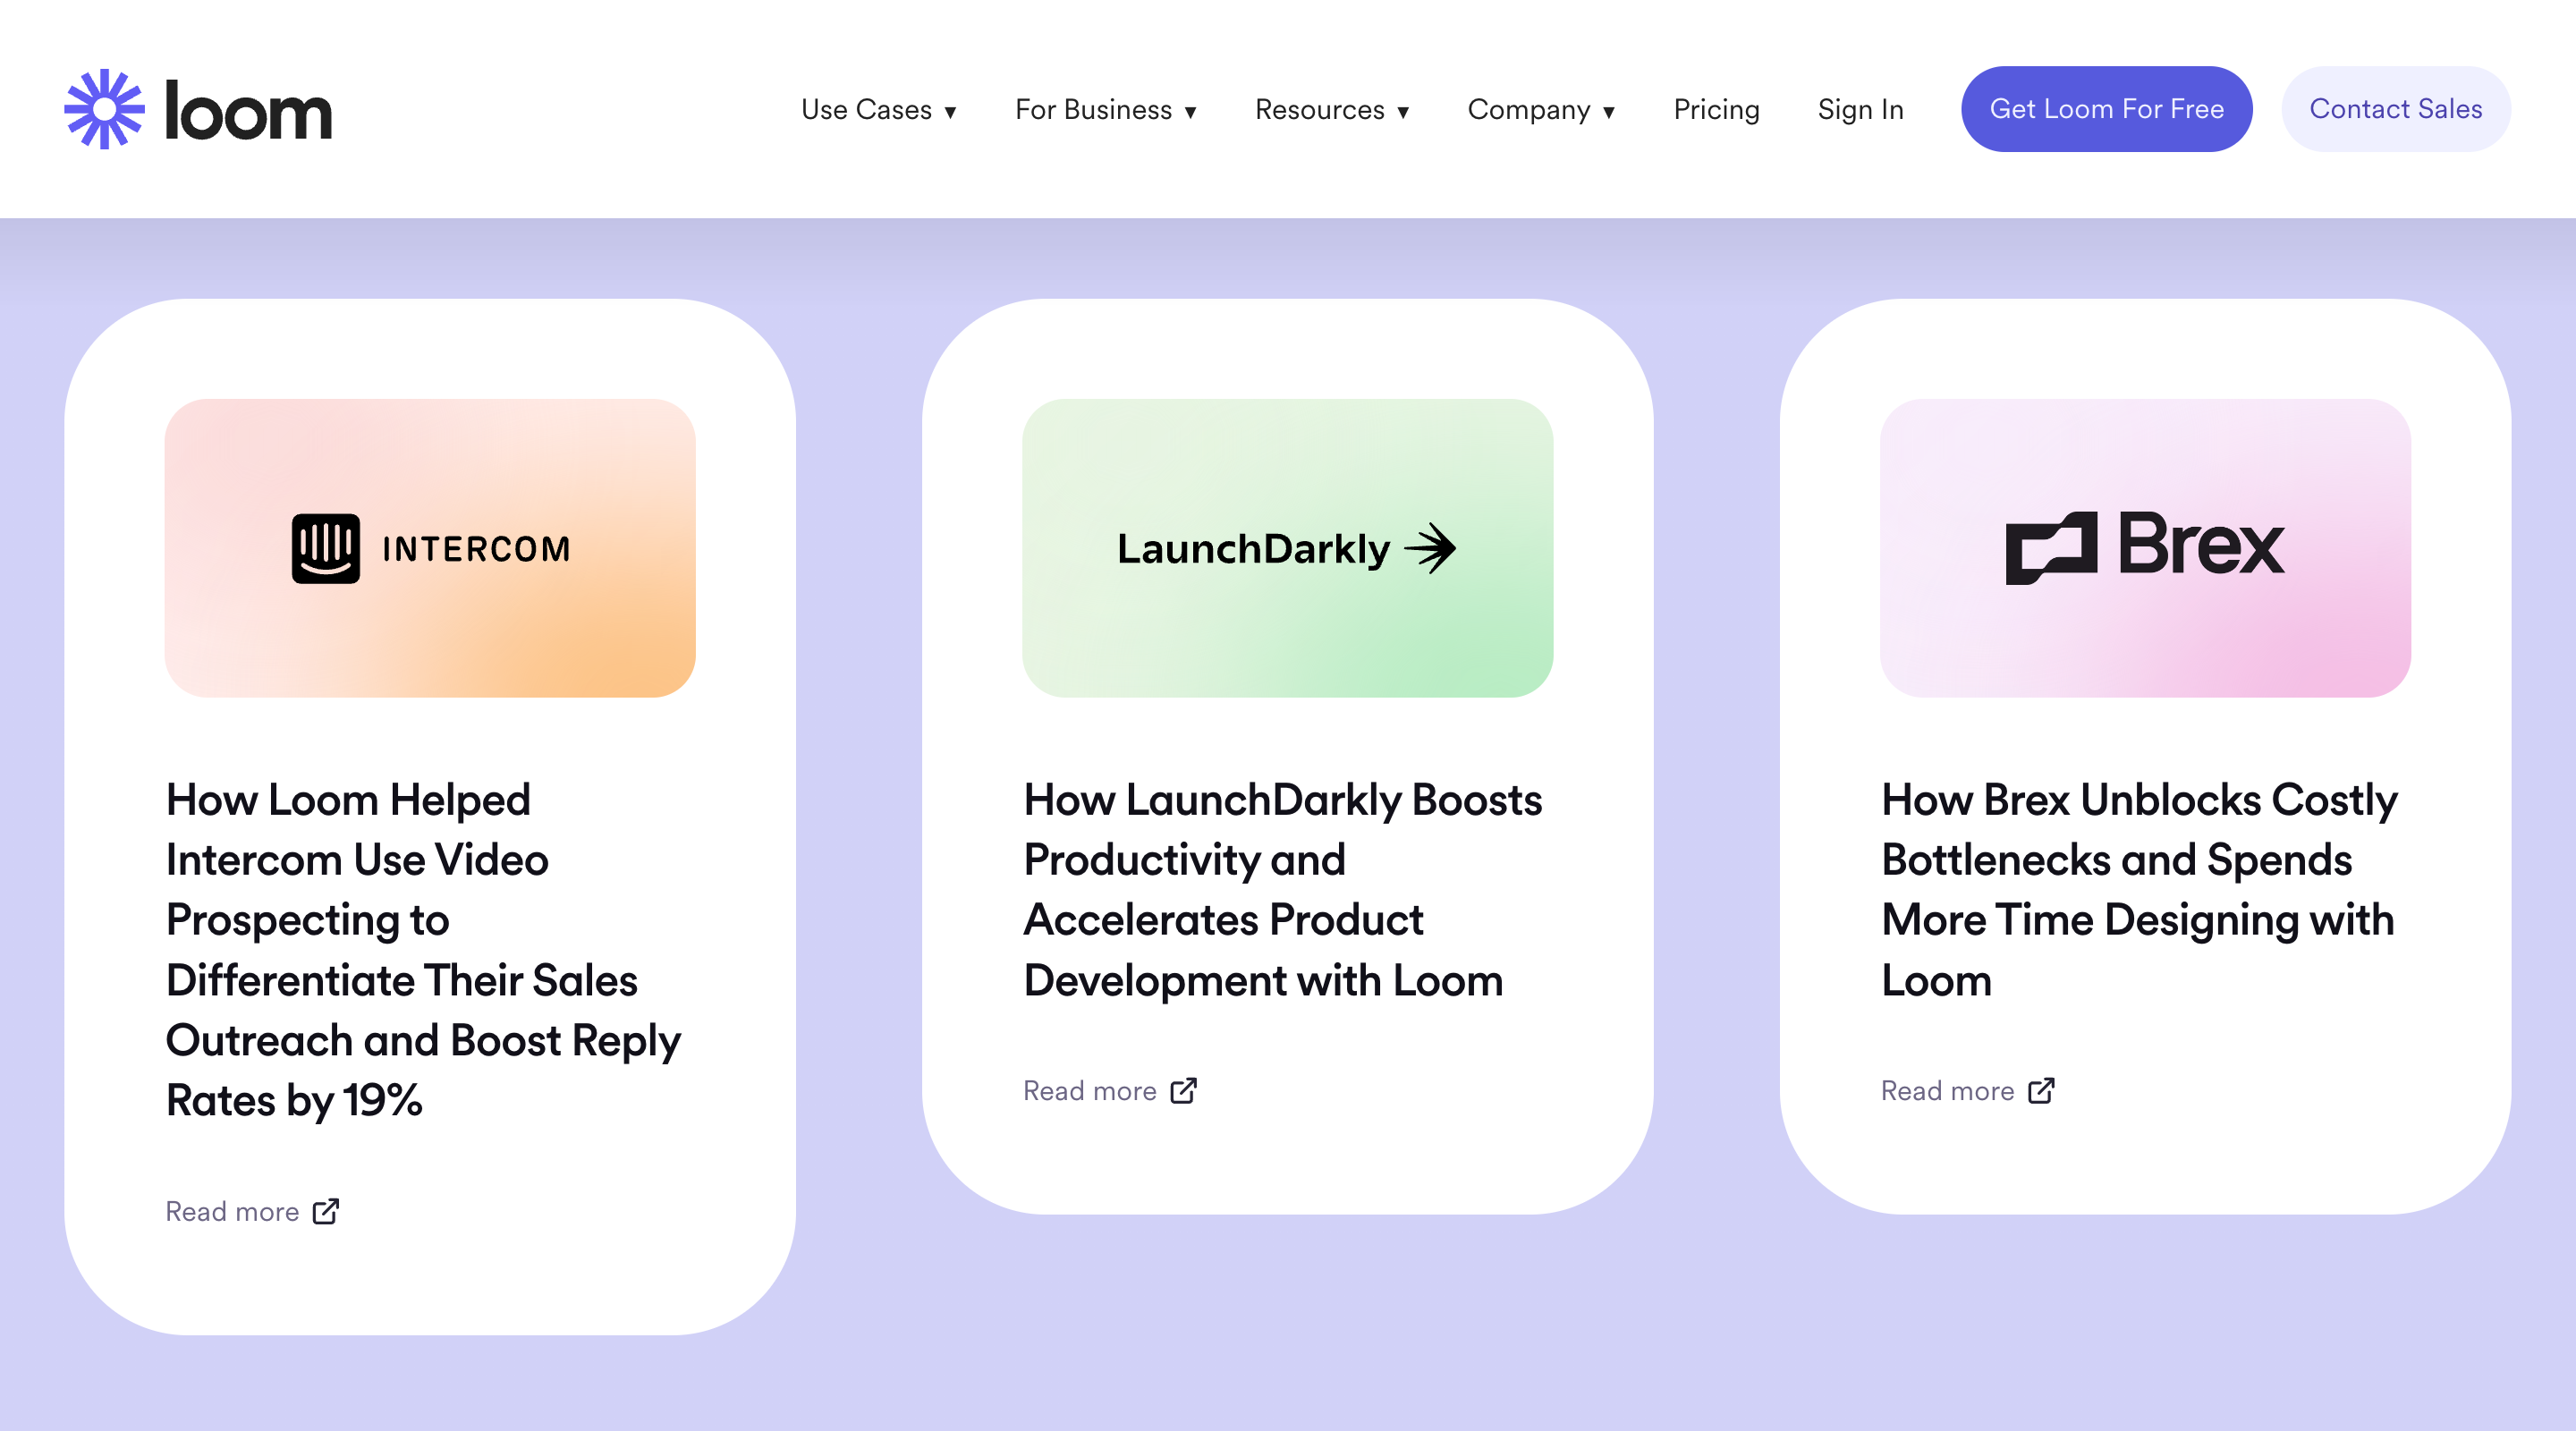 loom
Use Cases ▾ For Business ▾ Resources ▾ Company ▾ Pricing Sign In Get Loom For Free Contact Sales
INTERCOM
How Loom Helped
Intercom Use Video
Prospecting to
Differentiate Their Sales
Outreach and Boost Reply
Rates by 19%
Read more
LaunchDarkly
How LaunchDarkly Boosts
Productivity and
Accelerates Product
Development with Loom
Read more
Brex
How Brex Unblocks Costly
Bottlenecks and Spends
More Time Designing with
Loom
Read more